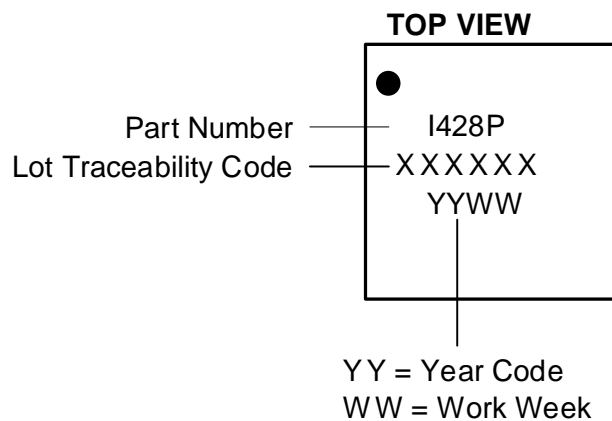 TOP VIEW
Part Number
I428P
Lot Traceability Code
XXXXXX
YYWW
YY = Year Code
WW = Work Week